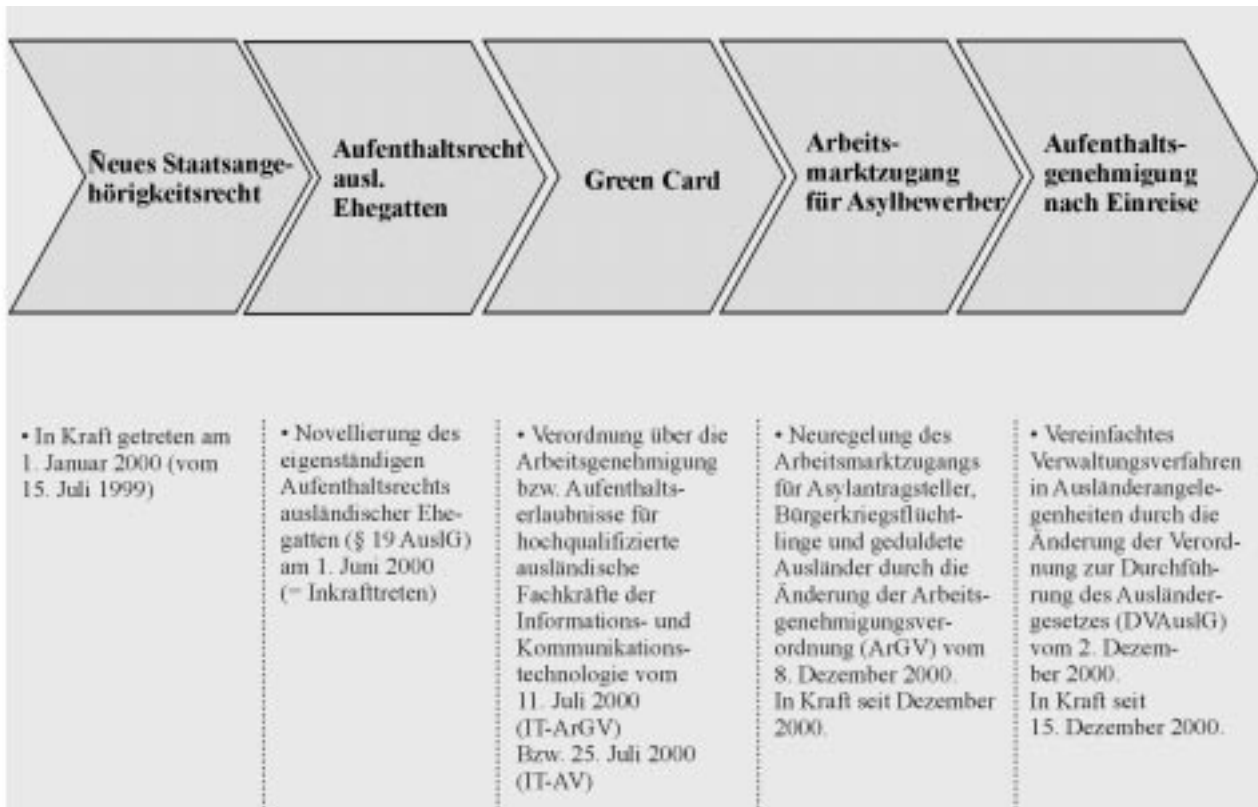 Neues Staatsange-
hörigkeitsrecht
Aufenthaltsrecht
ausl.
Ehegatten
Green Card
Arbeits-
marktzugang
für Asylbewerber
Aufenthalts-
genehmigung
nach Einreise
• In Kraft getreten am
1. Januar 2000 (vom
15. Juli 1999)
• Novellierung des
eigenständigen
Aufenthaltsrechts
ausländischer Ehe-
gatten (§ 19 AuslG)
am 1. Juni 2000
(= Inkrafttreten)
• Verordnung über die
Arbeitsgenehmigung
bzw. Aufenthalts-
erlaubnisse für
hochqualifizierte
ausländische
Fachkräfte der
Informations- und
Kommunikations-
technologie vom
11. Juli 2000
(IT-ArGV)
Bzw. 25. Juli 2000
(IT-AV)
• Neuregelung des
Arbeitsmarktzugangs
für Asylantragsteller,
Bürgerkriegsflücht-
linge und geduldete
Ausländer durch die
Änderung der Arbeits-
genehmigungsver-
ordnung (ArGV) vom
8. Dezember 2000.
In Kraft seit Dezember
2000.
• Vereinfachtes
Verwaltungsverfahren
in Ausländerangele-
genheiten durch die
Änderung der Verord-
nung zur Durchfüh-
rung des Ausländer-
gesetzes (DVAuslG)
vom 2. Dezem-
ber 2000.
In Kraft seit
15. Dezember 2000.